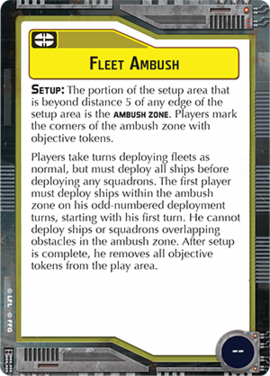 Fleet Ambush
Setup: The portion of the setup area that
is beyond distance 5 of any edge of the
setup area is the ambush zone. Players mark
the corners of the ambush zone with
objective tokens.
Players take turns deploying fleets as
normal, but must deploy all ships before
deploying any squadrons. The first player
must deploy ships within the ambush
zone on his odd-numbered deployment
turns, starting with his first turn. He cannot
deploy ships or squadrons overlapping
obstacles in the ambush zone. After setup
is complete, he removes all objective
tokens from the play area.
© LFL © FFG
--